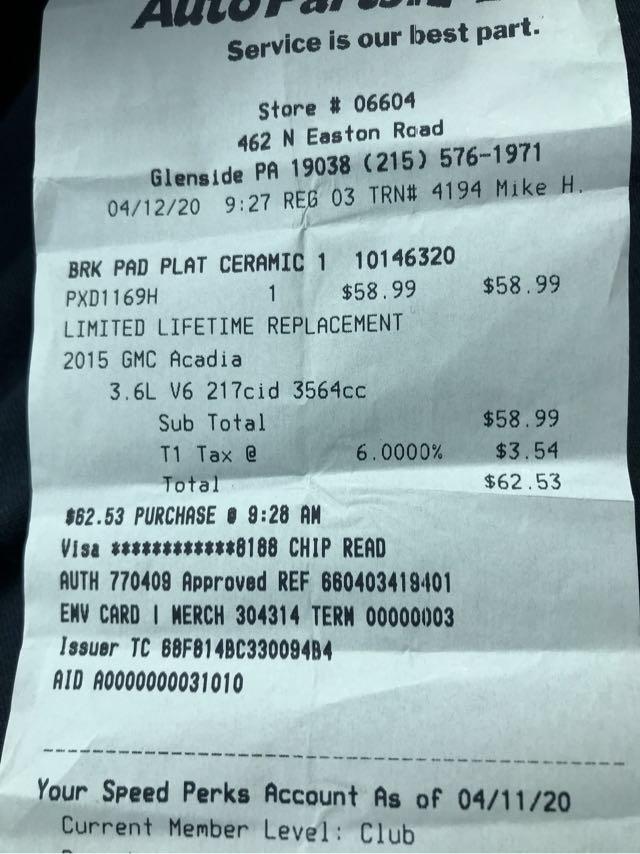 Auto Parts
Service is our best part.
Store # 06604
462 N Easton Road
Glenside PA 19038 (215) 576-1971
04/12/20 9:27 REG 03 TRN# 4194 Mike H.
BRK PAD PLAT CERAMIC 1 10146320
PXD1169H 1 $58.99 $58.99
LIMITED LIFETIME REPLACEMENT
2015 GMC Acadia
3.6L V6 217cid 3564cc
Sub Total $58.99
T1 Tax @ 6.0000% $3.54
Total $62.53
$62.53 PURCHASE @ 9:28 AM
Visa ************8188 CHIP READ
AUTH 770409 Approved REF 660403419401
EMV CARD I MERCH 304314 TERM 00000003
Issuer TC 68F814BC330094B4
AID A0000000031010
Your Speed Perks Account As of 04/11/20
Current Member Level: Club